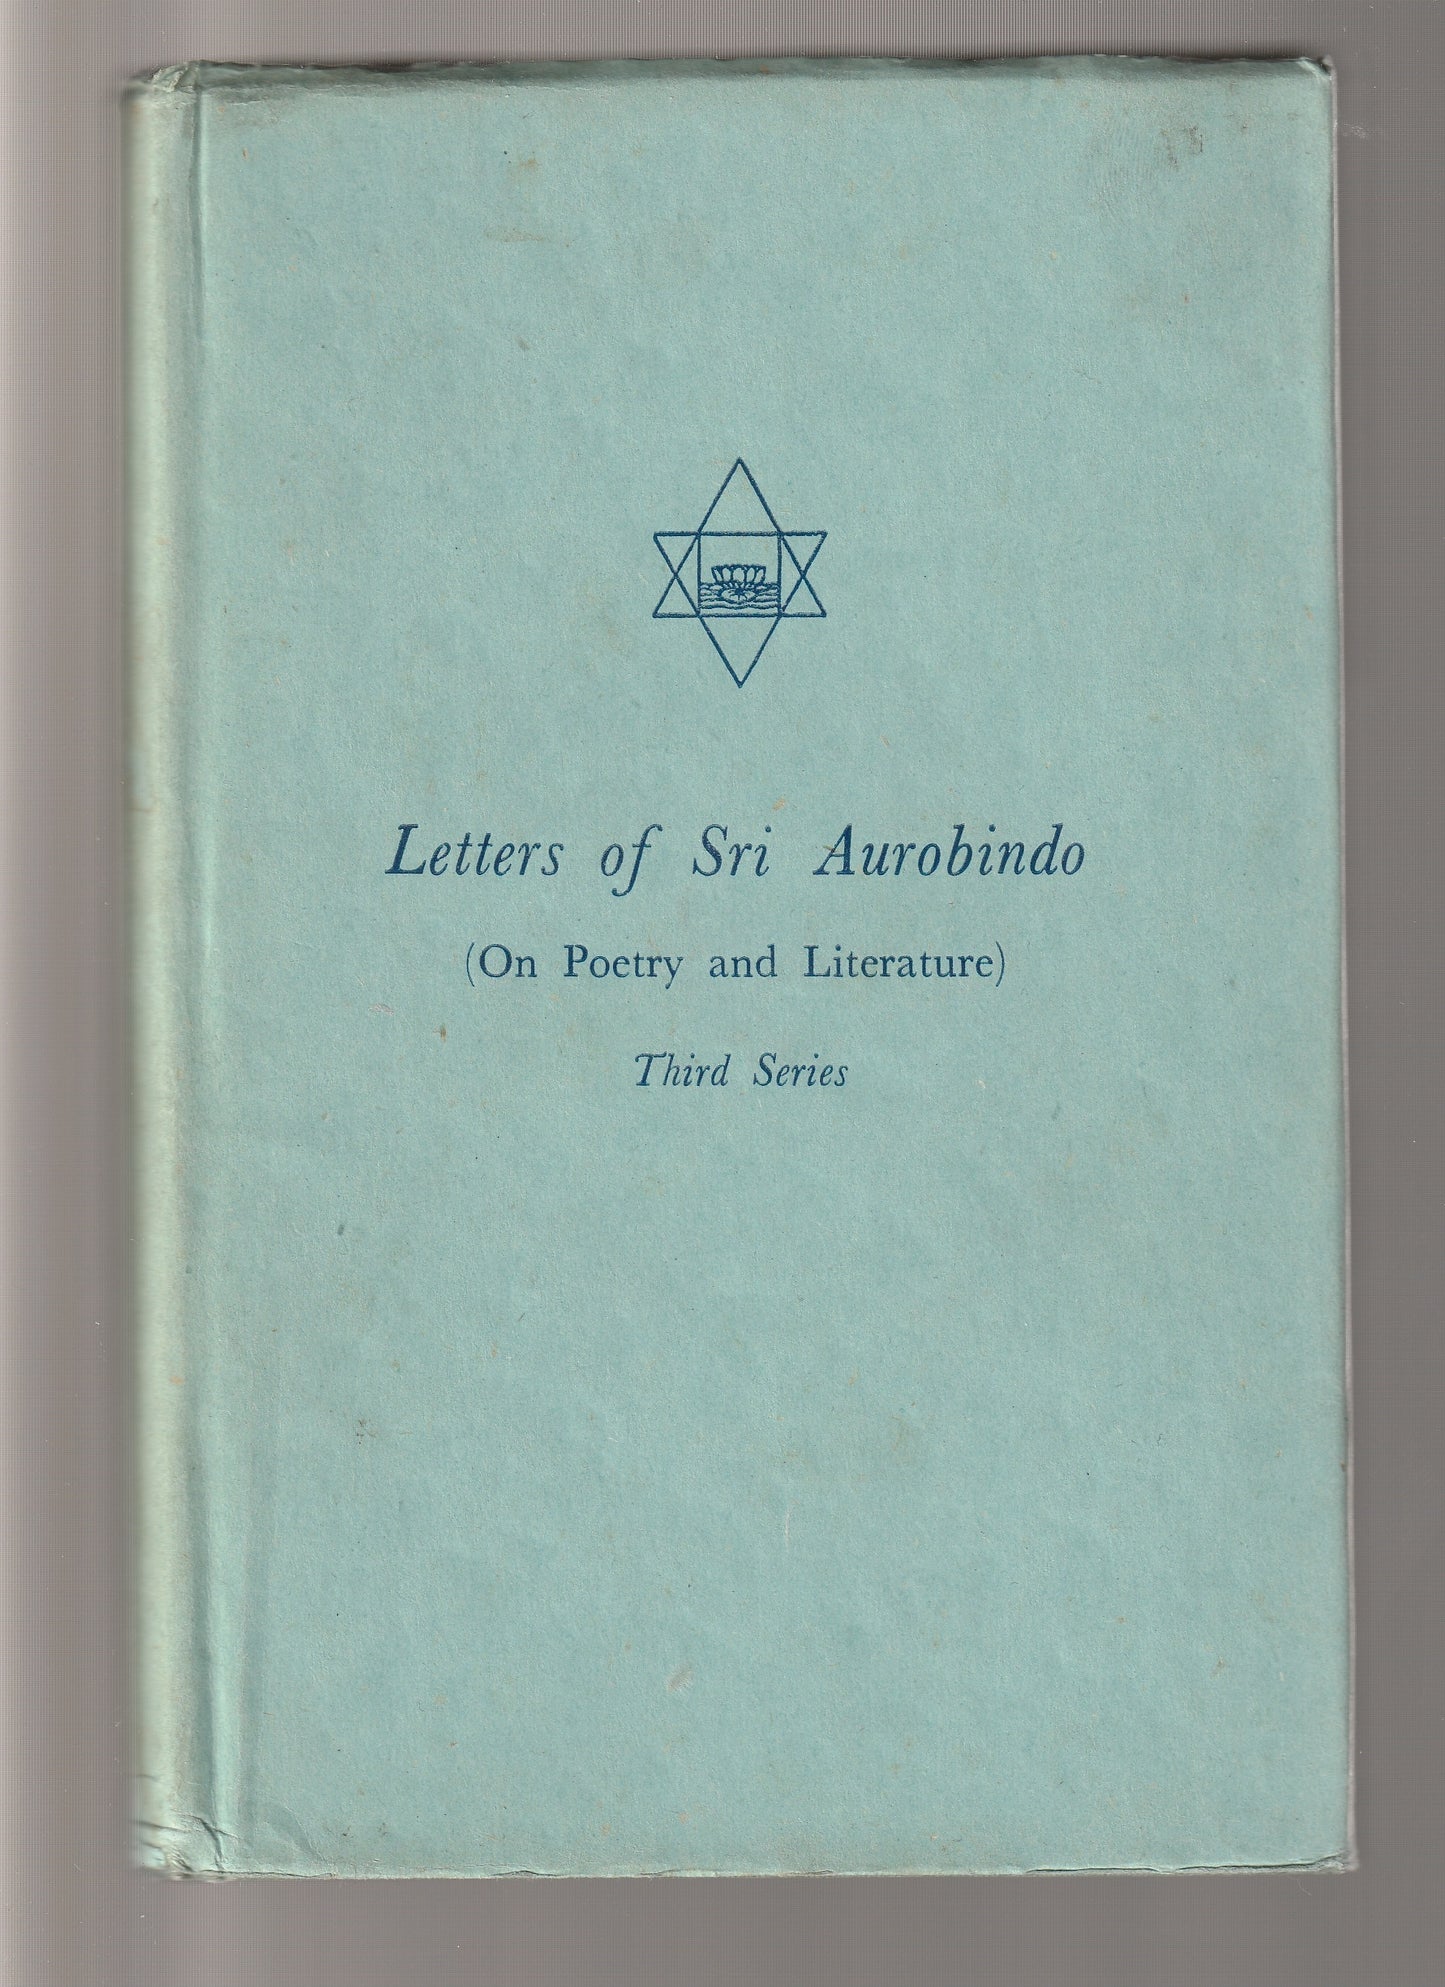 Letters of Sri Aurobindo
(On Poetry and Literature)
Third Series